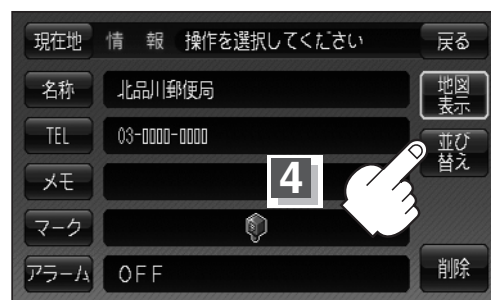 現在地 情 報 操作を選択してください 戻る
名称 北品川郵便局
地図
表示
TEL 03-0000-0000
並び
替え
メモ
4
マーク
アラーム OFF
削除